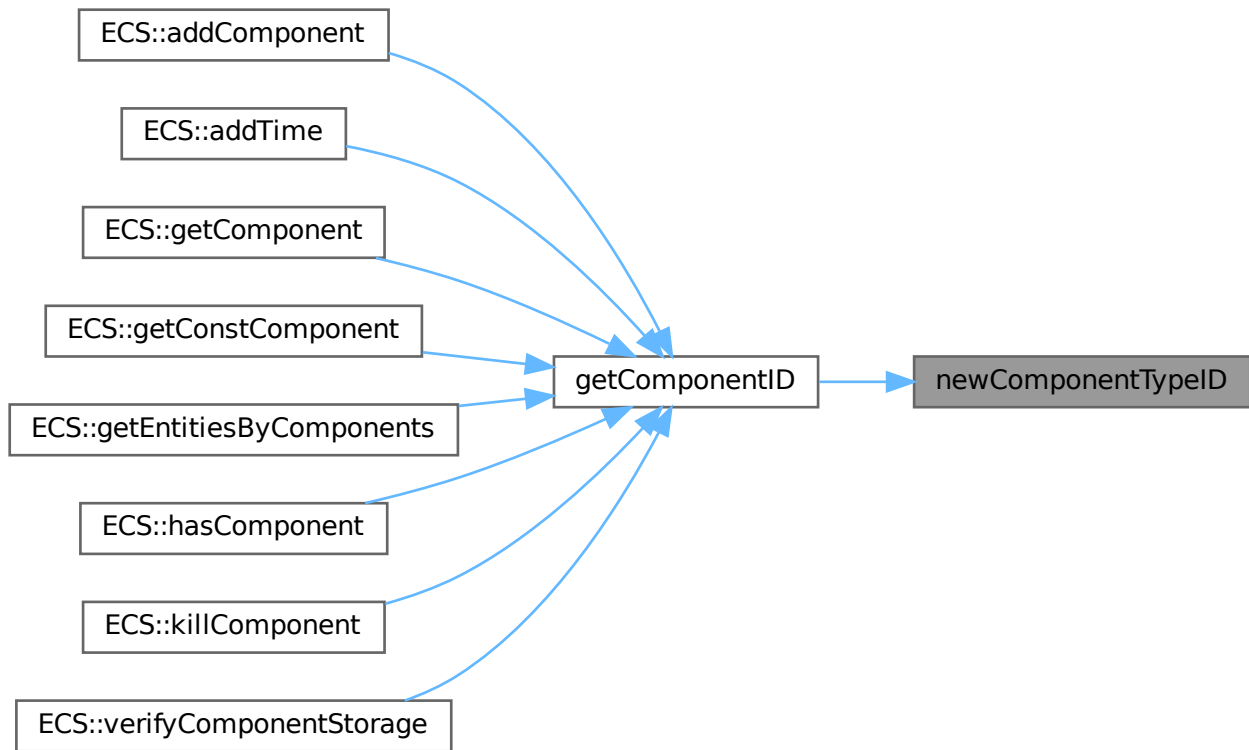 ECS::addComponent
ECS::addTime
ECS::getComponent
ECS::getConstComponent
ECS::getEntitiesByComponents
ECS::hasComponent
ECS::killComponent
ECS::verifyComponentStorage
getComponentID
newComponentTypeID